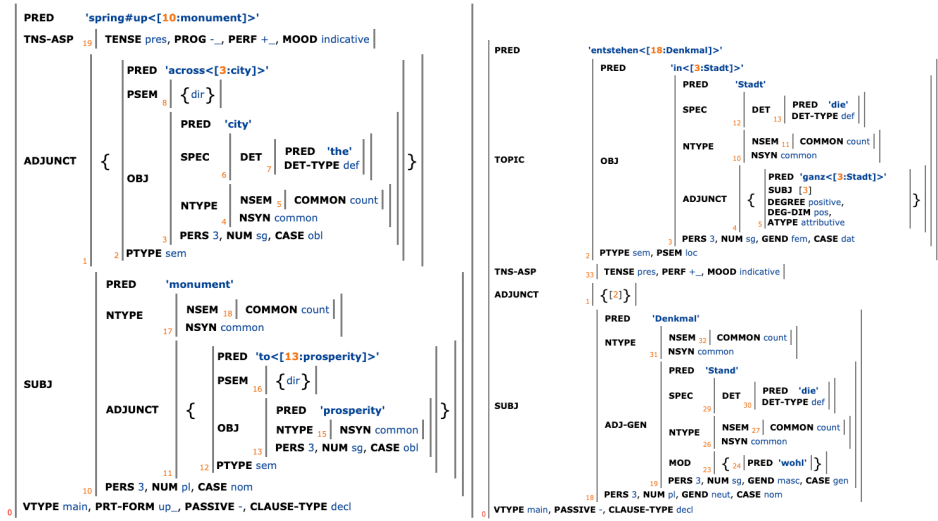 PRED 'spring#up<[10:monument]>'
TNS-ASP 19 TENSE pres, PROG -_, PERF +_, MOOD indicative
PRED 'across<[3:city]>'
PSEM 8 {dir}
PRED 'city'
SPEC 6 DET 7 PRED 'the'
DET-TYPE def
ADJUNCT { OBJ }
NTYPE 4 NSEM 5 COMMON count
NSYN common
3 PERS 3, NUM sg, CASE obl
1 2 PTYPE sem
PRED 'monument'
NTYPE 17 NSEM 18 COMMON count
NSYN common
PRED 'to<[13:prosperity]>'
PSEM 16 {dir}
SUBJ ADJUNCT { }
PRED 'prosperity'
OBJ NTYPE 15 NSYN common
13 PERS 3, NUM sg, CASE obl
11 12 PTYPE sem
10 PERS 3, NUM pl, CASE nom
0 VTYPE main, PRT-FORM up_, PASSIVE -, CLAUSE-TYPE decl
PRED 'entstehen<[18:Denkmal]>'
PRED 'in<[3:Stadt]>'
PRED 'Stadt'
SPEC 12 DET 13 PRED 'die'
DET-TYPE def
NTYPE 10 NSEM 11 COMMON count
NSYN common
TOPIC OBJ
PRED 'ganz<[3:Stadt]>'
SUBJ [3]
ADJUNCT 4 { DEGREE positive, }
DEG-DIM pos,
5 ATYPE attributive
3 PERS 3, NUM sg, GEND fem, CASE dat
2 PTYPE sem, PSEM loc
TNS-ASP 33 TENSE pres, PERF +_, MOOD indicative
ADJUNCT 1 {[2]}
PRED 'Denkmal'
NTYPE 31 NSEM 32 COMMON count
NSYN common
PRED 'Stand'
SPEC 29 DET 30 PRED 'die'
DET-TYPE def
SUBJ
ADJ-GEN NTYPE 26 NSEM 27 COMMON count
NSYN common
MOD 23 { 24 PRED 'wohl' }
19 PERS 3, NUM sg, GEND masc, CASE gen
18 PERS 3, NUM pl, GEND neut, CASE nom
0 VTYPE main, PASSIVE -, CLAUSE-TYPE decl